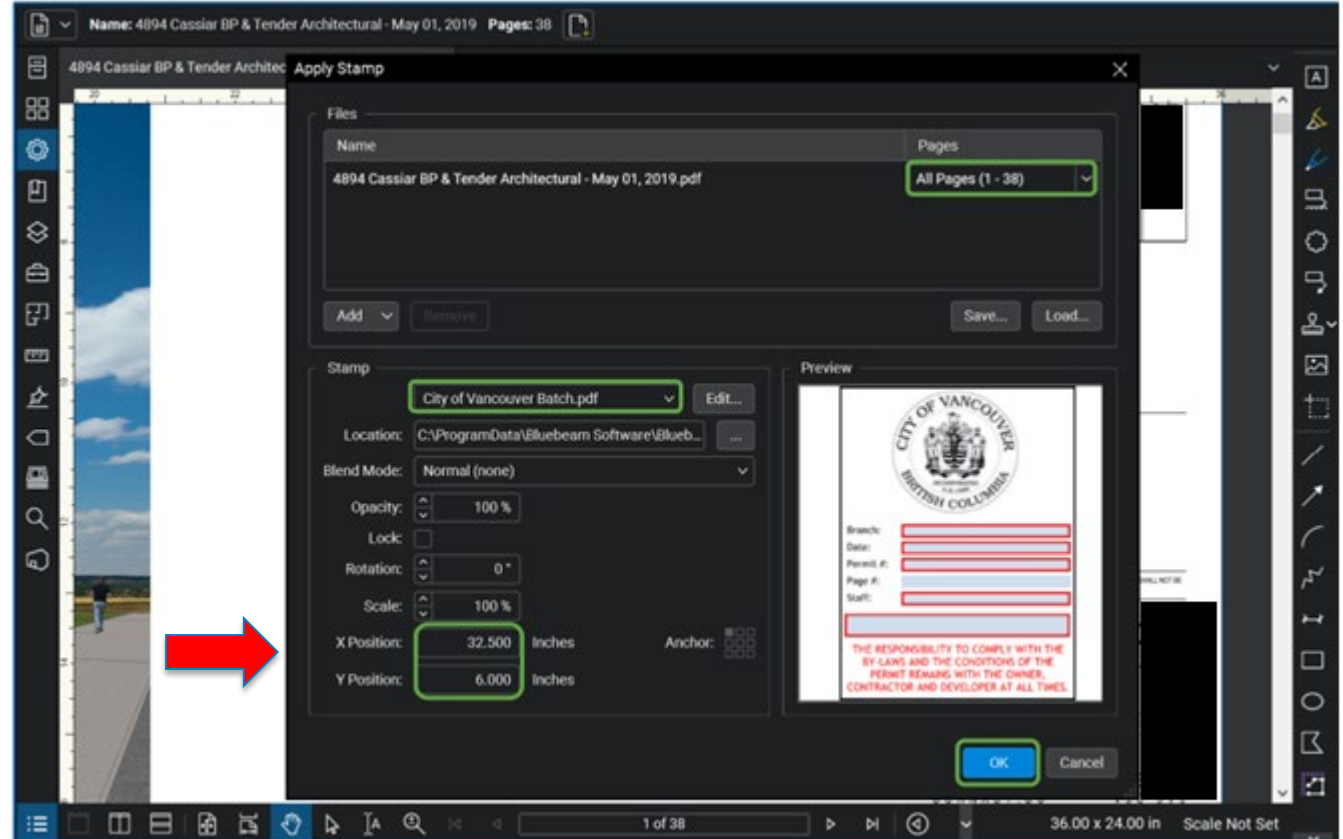 Name: 4894 Cassiar BP & Tender Architectural - May 01, 2019 Pages: 38
4894 Cassiar BP & Tender Architec
Apply Stamp
20
22
36
Files
Name Pages
4894 Cassiar BP & Tender Architectural - May 01, 2019.pdf All Pages (1 - 38)
Add Remove Save... Load...
Stamp
City of Vancouver Batch.pdf Edit...
Location: C:\ProgramData\Bluebeam Software\Blueb... ...
Blend Mode: Normal (none)
Opacity: 100 %
Lock:
Rotation: 0 °
Scale: 100 %
X Position: 32.500 Inches Anchor:
Y Position: 6.000 Inches
Preview
CITY OF VANCOUVER
BRITISH COLUMBIA
Branch:
Date:
Permit #:
Page #:
Staff:
THE RESPONSIBILITY TO COMPLY WITH THE
BY-LAWS AND THE CONDITIONS OF THE
PERMIT REMAINS WITH THE OWNER,
CONTRACTOR AND DEVELOPER AT ALL TIMES.
SHALL NOT BE
OK Cancel
1 of 38 36.00 x 24.00 in Scale Not Set